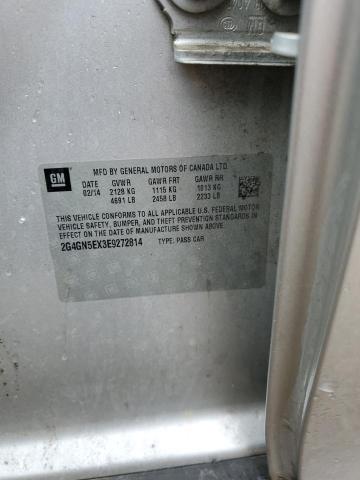 GM
MFD BY GENERAL MOTORS OF CANADA LTD.
DATE GVWR GAWR FRT GAWR RR
02/14 2128 KG 1115 KG 1013 KG
4691 LB 2458 LB 2233 LB
THIS VEHICLE CONFORMS TO ALL APPLICABLE U.S. FEDERAL MOTOR
VEHICLE SAFETY, BUMPER, AND THEFT PREVENTION STANDARDS IN
EFFECT ON THE DATE OF MANUFACTURE SHOWN ABOVE.
2G4GN5EX3E9272814 TYPE: PASS CAR